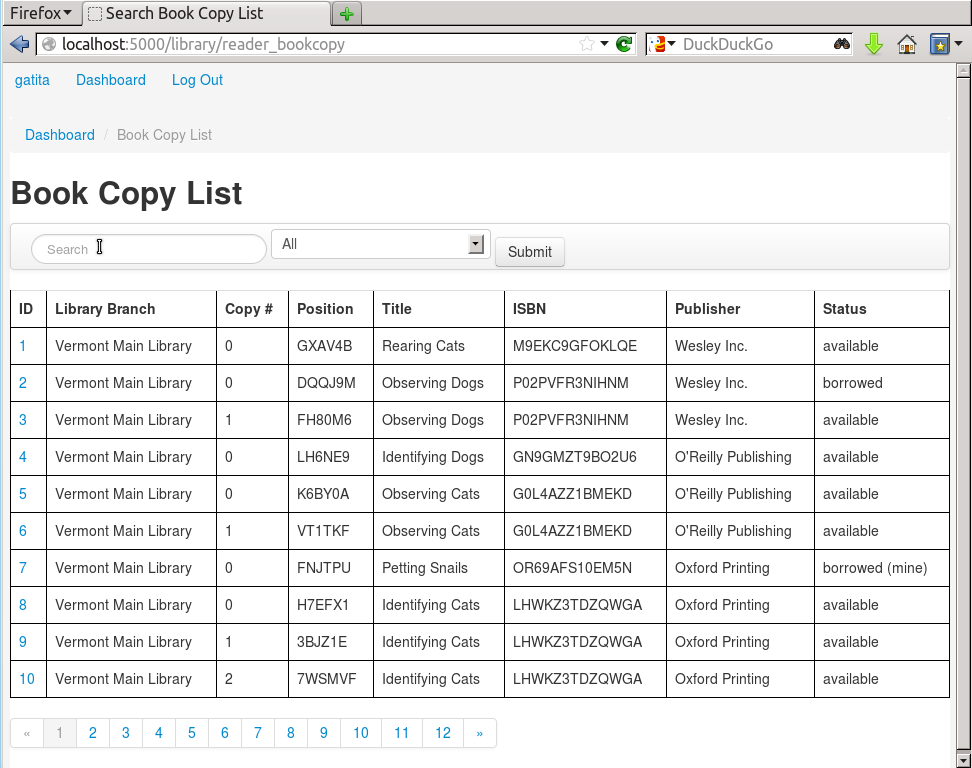 Firefox Search Book Copy List
localhost:5000/library/reader_bookcopy DuckDuckGo
gatita Dashboard Log Out
Dashboard / Book Copy List
Book Copy List
Search All Submit
ID Library Branch Copy # Position Title ISBN Publisher Status
1 Vermont Main Library 0 GXAV4B Rearing Cats M9EKC9GFOKLQE Wesley Inc. available
2 Vermont Main Library 0 DQQJ9M Observing Dogs P02PVFR3NIHNM Wesley Inc. borrowed
3 Vermont Main Library 1 FH80M6 Observing Dogs P02PVFR3NIHNM Wesley Inc. available
4 Vermont Main Library 0 LH6NE9 Identifying Dogs GN9GMZT9BO2U6 O'Reilly Publishing available
5 Vermont Main Library 0 K6BY0A Observing Cats G0L4AZZ1BMEKD O'Reilly Publishing available
6 Vermont Main Library 1 VT1TKF Observing Cats G0L4AZZ1BMEKD O'Reilly Publishing available
7 Vermont Main Library 0 FNJTPU Petting Snails OR69AFS10EM5N Oxford Printing borrowed (mine)
8 Vermont Main Library 0 H7EFX1 Identifying Cats LHWKZ3TDZQWGA Oxford Printing available
9 Vermont Main Library 1 3BJZ1E Identifying Cats LHWKZ3TDZQWGA Oxford Printing available
10 Vermont Main Library 2 7WSMVF Identifying Cats LHWKZ3TDZQWGA Oxford Printing available
« 1 2 3 4 5 6 7 8 9 10 11 12 »